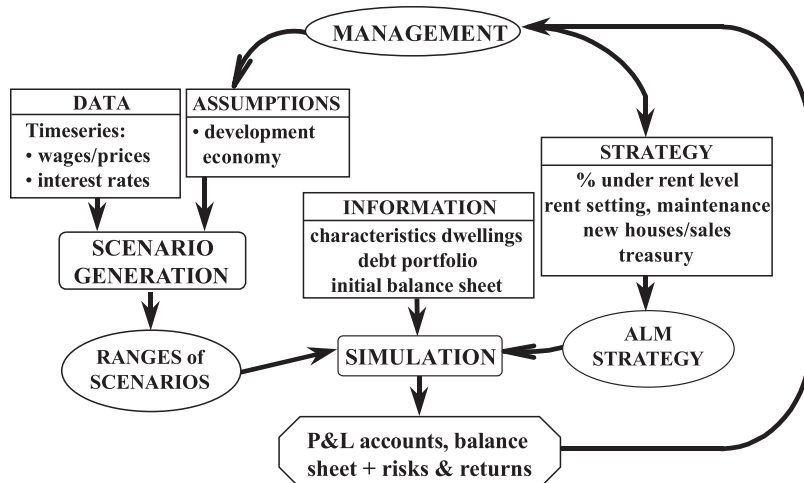 MANAGEMENT
DATA
Timeseries:
• wages/prices
• interest rates
ASSUMPTIONS
• development
economy
STRATEGY
% under rent level
rent setting, maintenance
new houses/sales
treasury
INFORMATION
characteristics dwellings
debt portfolio
initial balance sheet
SCENARIO
GENERATION
RANGES of
SCENARIOS
SIMULATION
ALM
STRATEGY
P&L accounts, balance
sheet + risks & returns